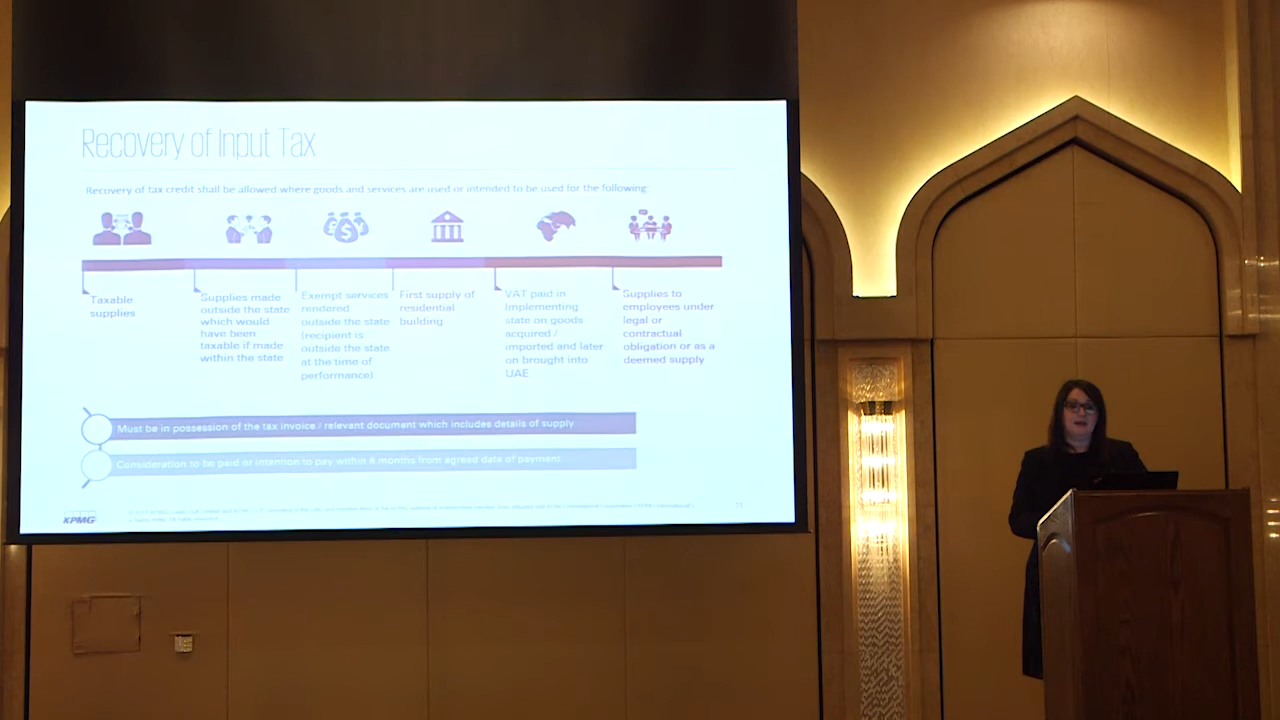 Recovery of Input Tax
Recovery of tax credit shall be allowed where goods and services are used or intended to be used for the following:
Taxable
supplies
Supplies made
outside the state
which would
have been
taxable if made
within the state
Exempt services
rendered
outside the state
(recipient is
outside the state
at the time of
performance)
First supply of
residential
building
VAT paid in
Implementing
state on goods
acquired /
imported and later
on brought into
UAE
Supplies to
employees under
legal or
contractual
obligation or as a
deemed supply
Must be in possession of the tax invoice / relevant document which includes details of supply
Consideration to be paid or intention to pay within 6 months from agreed date of payment
KPMG